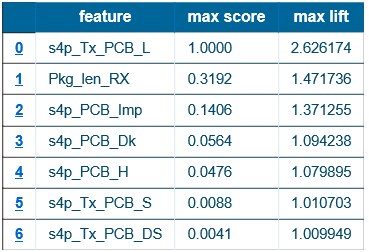 feature max score max lift
0 s4p_Tx_PCB_L 1.0000 2.626174
1 Pkg_len_RX 0.3192 1.471736
2 s4p_PCB_Imp 0.1406 1.371255
3 s4p_PCB_Dk 0.0564 1.094238
4 s4p_PCB_H 0.0476 1.079895
5 s4p_Tx_PCB_S 0.0088 1.010703
6 s4p_Tx_PCB_DS 0.0041 1.009949